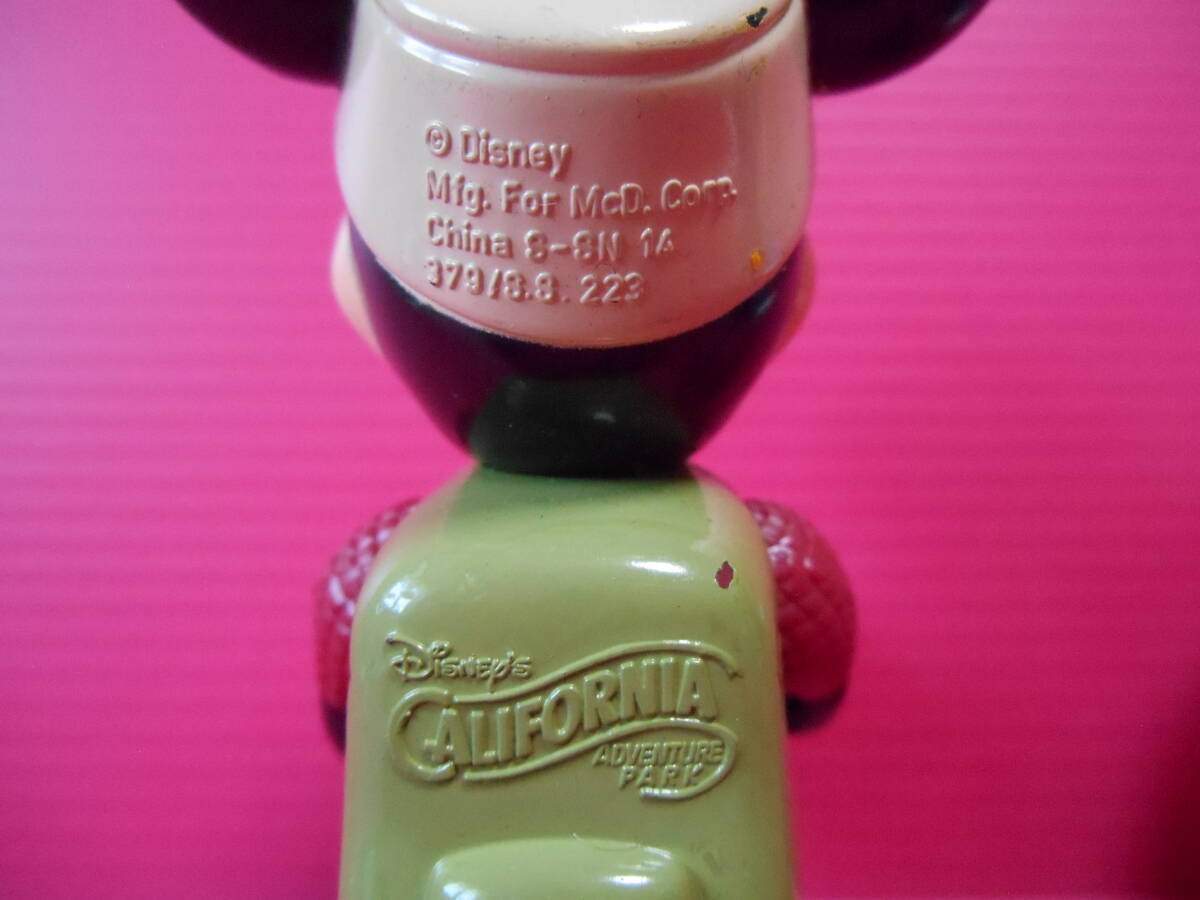 © Disney
Mfg. For McD. Corp.
China S-SN 14
379/S.S. 223
Disney's
CALIFORNIA
ADVENTURE
PARK